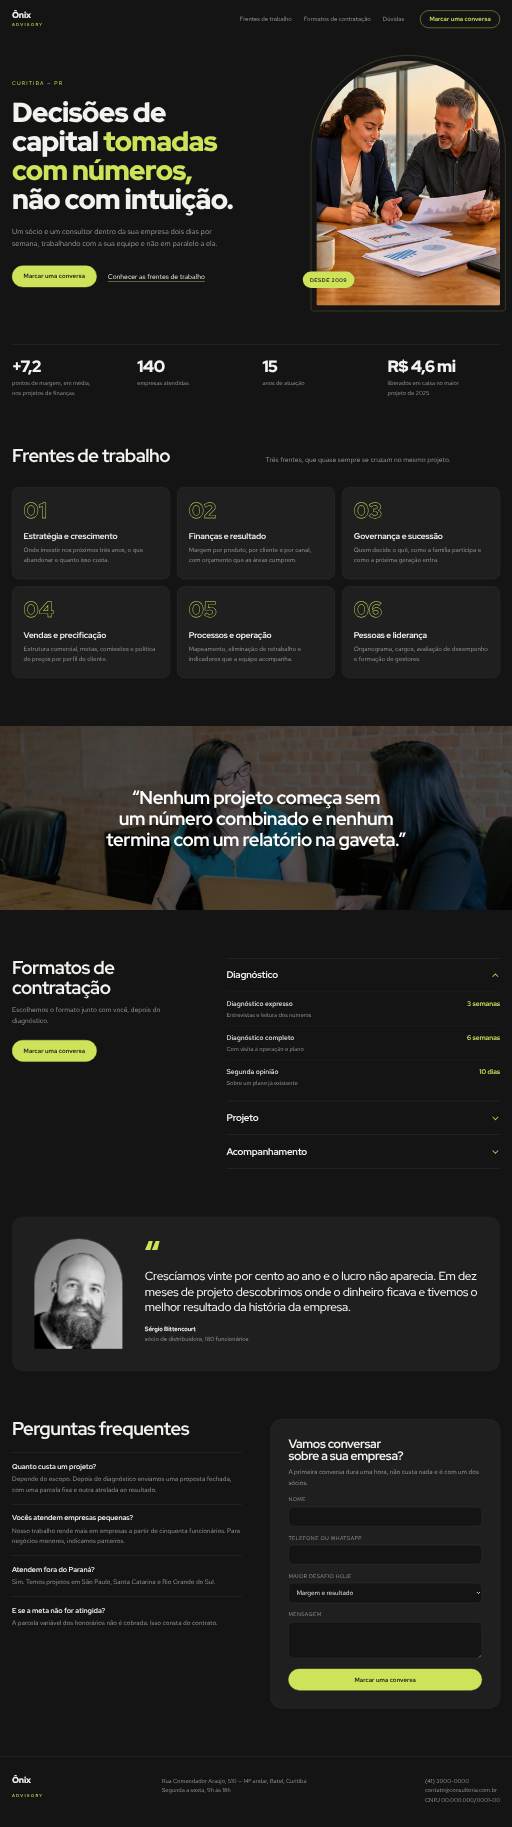 Ônix
ADVISORY
Frentes de trabalho
Formatos de contratação
Dúvidas
Marcar uma conversa
CURITIBA — PR
Decisões de
capital tomadas
com números,
não com intuição.
Um sócio e um consultor dentro da sua empresa dois dias por
semana, trabalhando com a sua equipe e não em paralelo a ela.
Marcar uma conversa
Conhecer as frentes de trabalho
DESDE 2009
+7,2
pontos de margem, em média,
nos projetos de finanças
140
empresas atendidas
15
anos de atuação
R$ 4,6 mi
liberados em caixa no maior
projeto de 2025
Frentes de trabalho
Três frentes, que quase sempre se cruzam no mesmo projeto.
01
Estratégia e crescimento
Onde investir nos próximos três anos, o que
abandonar e quanto isso custa.
02
Finanças e resultado
Margem por produto, por cliente e por canal,
com orçamento que as áreas cumprem.
03
Governança e sucessão
Quem decide o quê, como a família participa e
como a próxima geração entra.
04
Vendas e precificação
Estrutura comercial, metas, comissões e política
de preços por perfil de cliente.
05
Processos e operação
Mapeamento, eliminação de retrabalho e
indicadores que a equipe acompanha.
06
Pessoas e liderança
Organograma, cargos, avaliação de desempenho
e formação de gestores.
“Nenhum projeto começa sem
um número combinado e nenhum
termina com um relatório na gaveta.”
Formatos de
contratação
Escolhemos o formato junto com você, depois do
diagnóstico.
Marcar uma conversa
Diagnóstico
Diagnóstico expresso
3 semanas
Entrevistas e leitura dos números
Diagnóstico completo
6 semanas
Com visita à operação e plano
Segunda opinião
10 dias
Sobre um plano já existente
Projeto
Acompanhamento
“
Crescíamos vinte por cento ao ano e o lucro não aparecia. Em dez
meses de projeto descobrimos onde o dinheiro ficava e tivemos o
melhor resultado da história da empresa.
Sérgio Bittencourt
sócio de distribuidora, 180 funcionários
Perguntas frequentes
Quanto custa um projeto?
Depende do escopo. Depois do diagnóstico enviamos uma proposta fechada,
com uma parcela fixa e outra atrelada ao resultado.
Vocês atendem empresas pequenas?
Nosso trabalho rende mais em empresas a partir de cinquenta funcionários. Para
negócios menores, indicamos parceiros.
Atendem fora do Paraná?
Sim. Temos projetos em São Paulo, Santa Catarina e Rio Grande do Sul.
E se a meta não for atingida?
A parcela variável dos honorários não é cobrada. Isso consta do contrato.
Vamos conversar
sobre a sua empresa?
A primeira conversa dura uma hora, não custa nada e é com um dos
sócios.
NOME
TELEFONE OU WHATSAPP
MAIOR DESAFIO HOJE
Margem e resultado
MENSAGEM
Marcar uma conversa
Ônix
ADVISORY
Rua Comendador Araújo, 510 — 14º andar, Batel, Curitiba
Segunda a sexta, 9h às 18h
(41) 3900-0000
contato@consultoria.com.br
CNPJ 00.000.000/0001-00